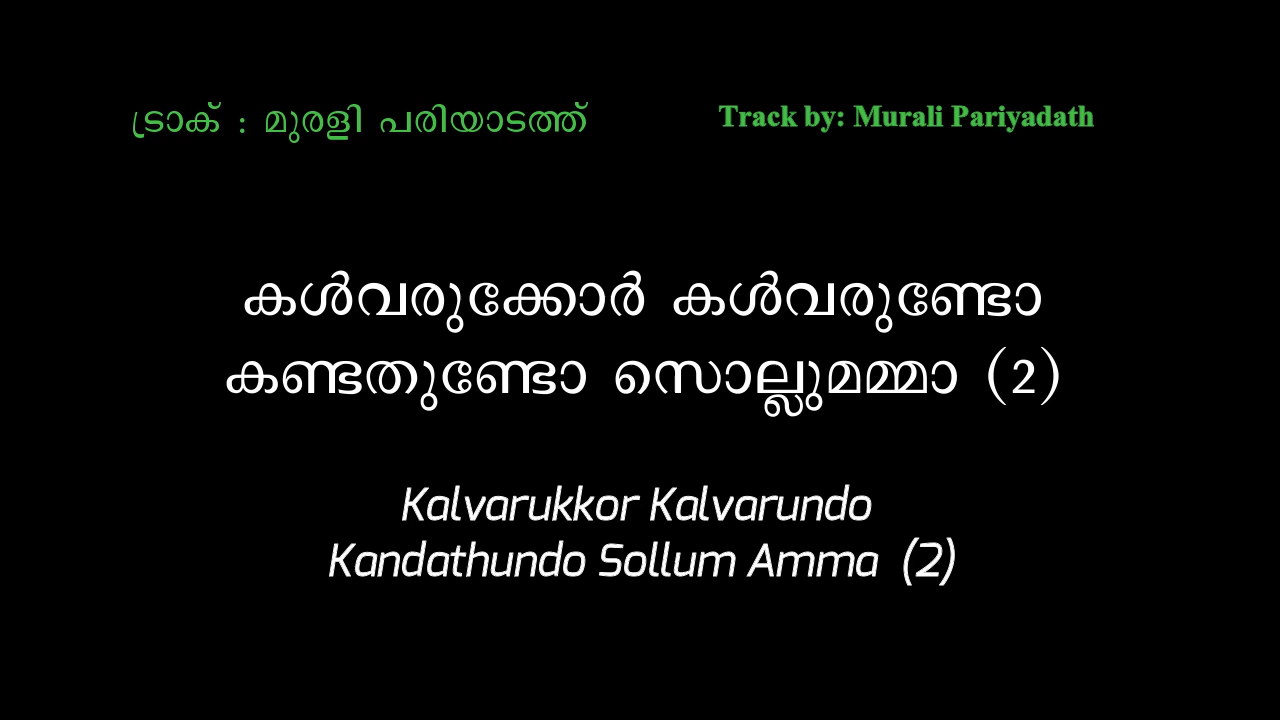 ട്രാക് : മുരളി പരിയാടത്ത്
Track by: Murali Pariyadath
കൾവരുക്കോർ കൾവരുണ്ടോ
കണ്ടതുണ്ടോ സൊല്ലുമമ്മാ (2)
Kalvarukkor Kalvarundo
Kandathundo Sollum Amma (2)